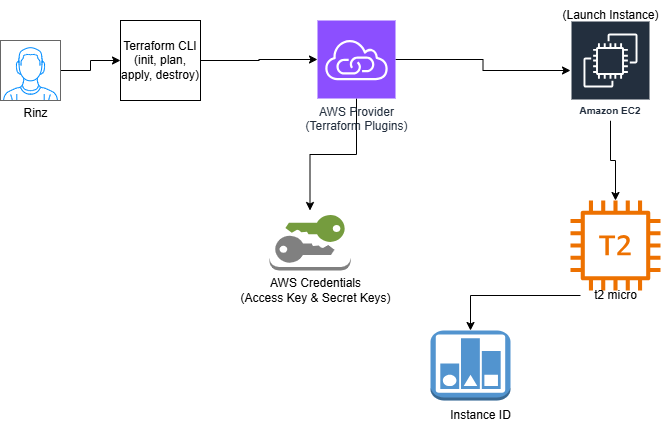 (Launch Instance)
Terraform CLI
(init, plan,
apply, destroy)
Rinz
AWS Provider
(Terraform Plugins)
Amazon EC2
T2
t2 micro
AWS Credentials
(Access Key & Secret Keys)
Instance ID